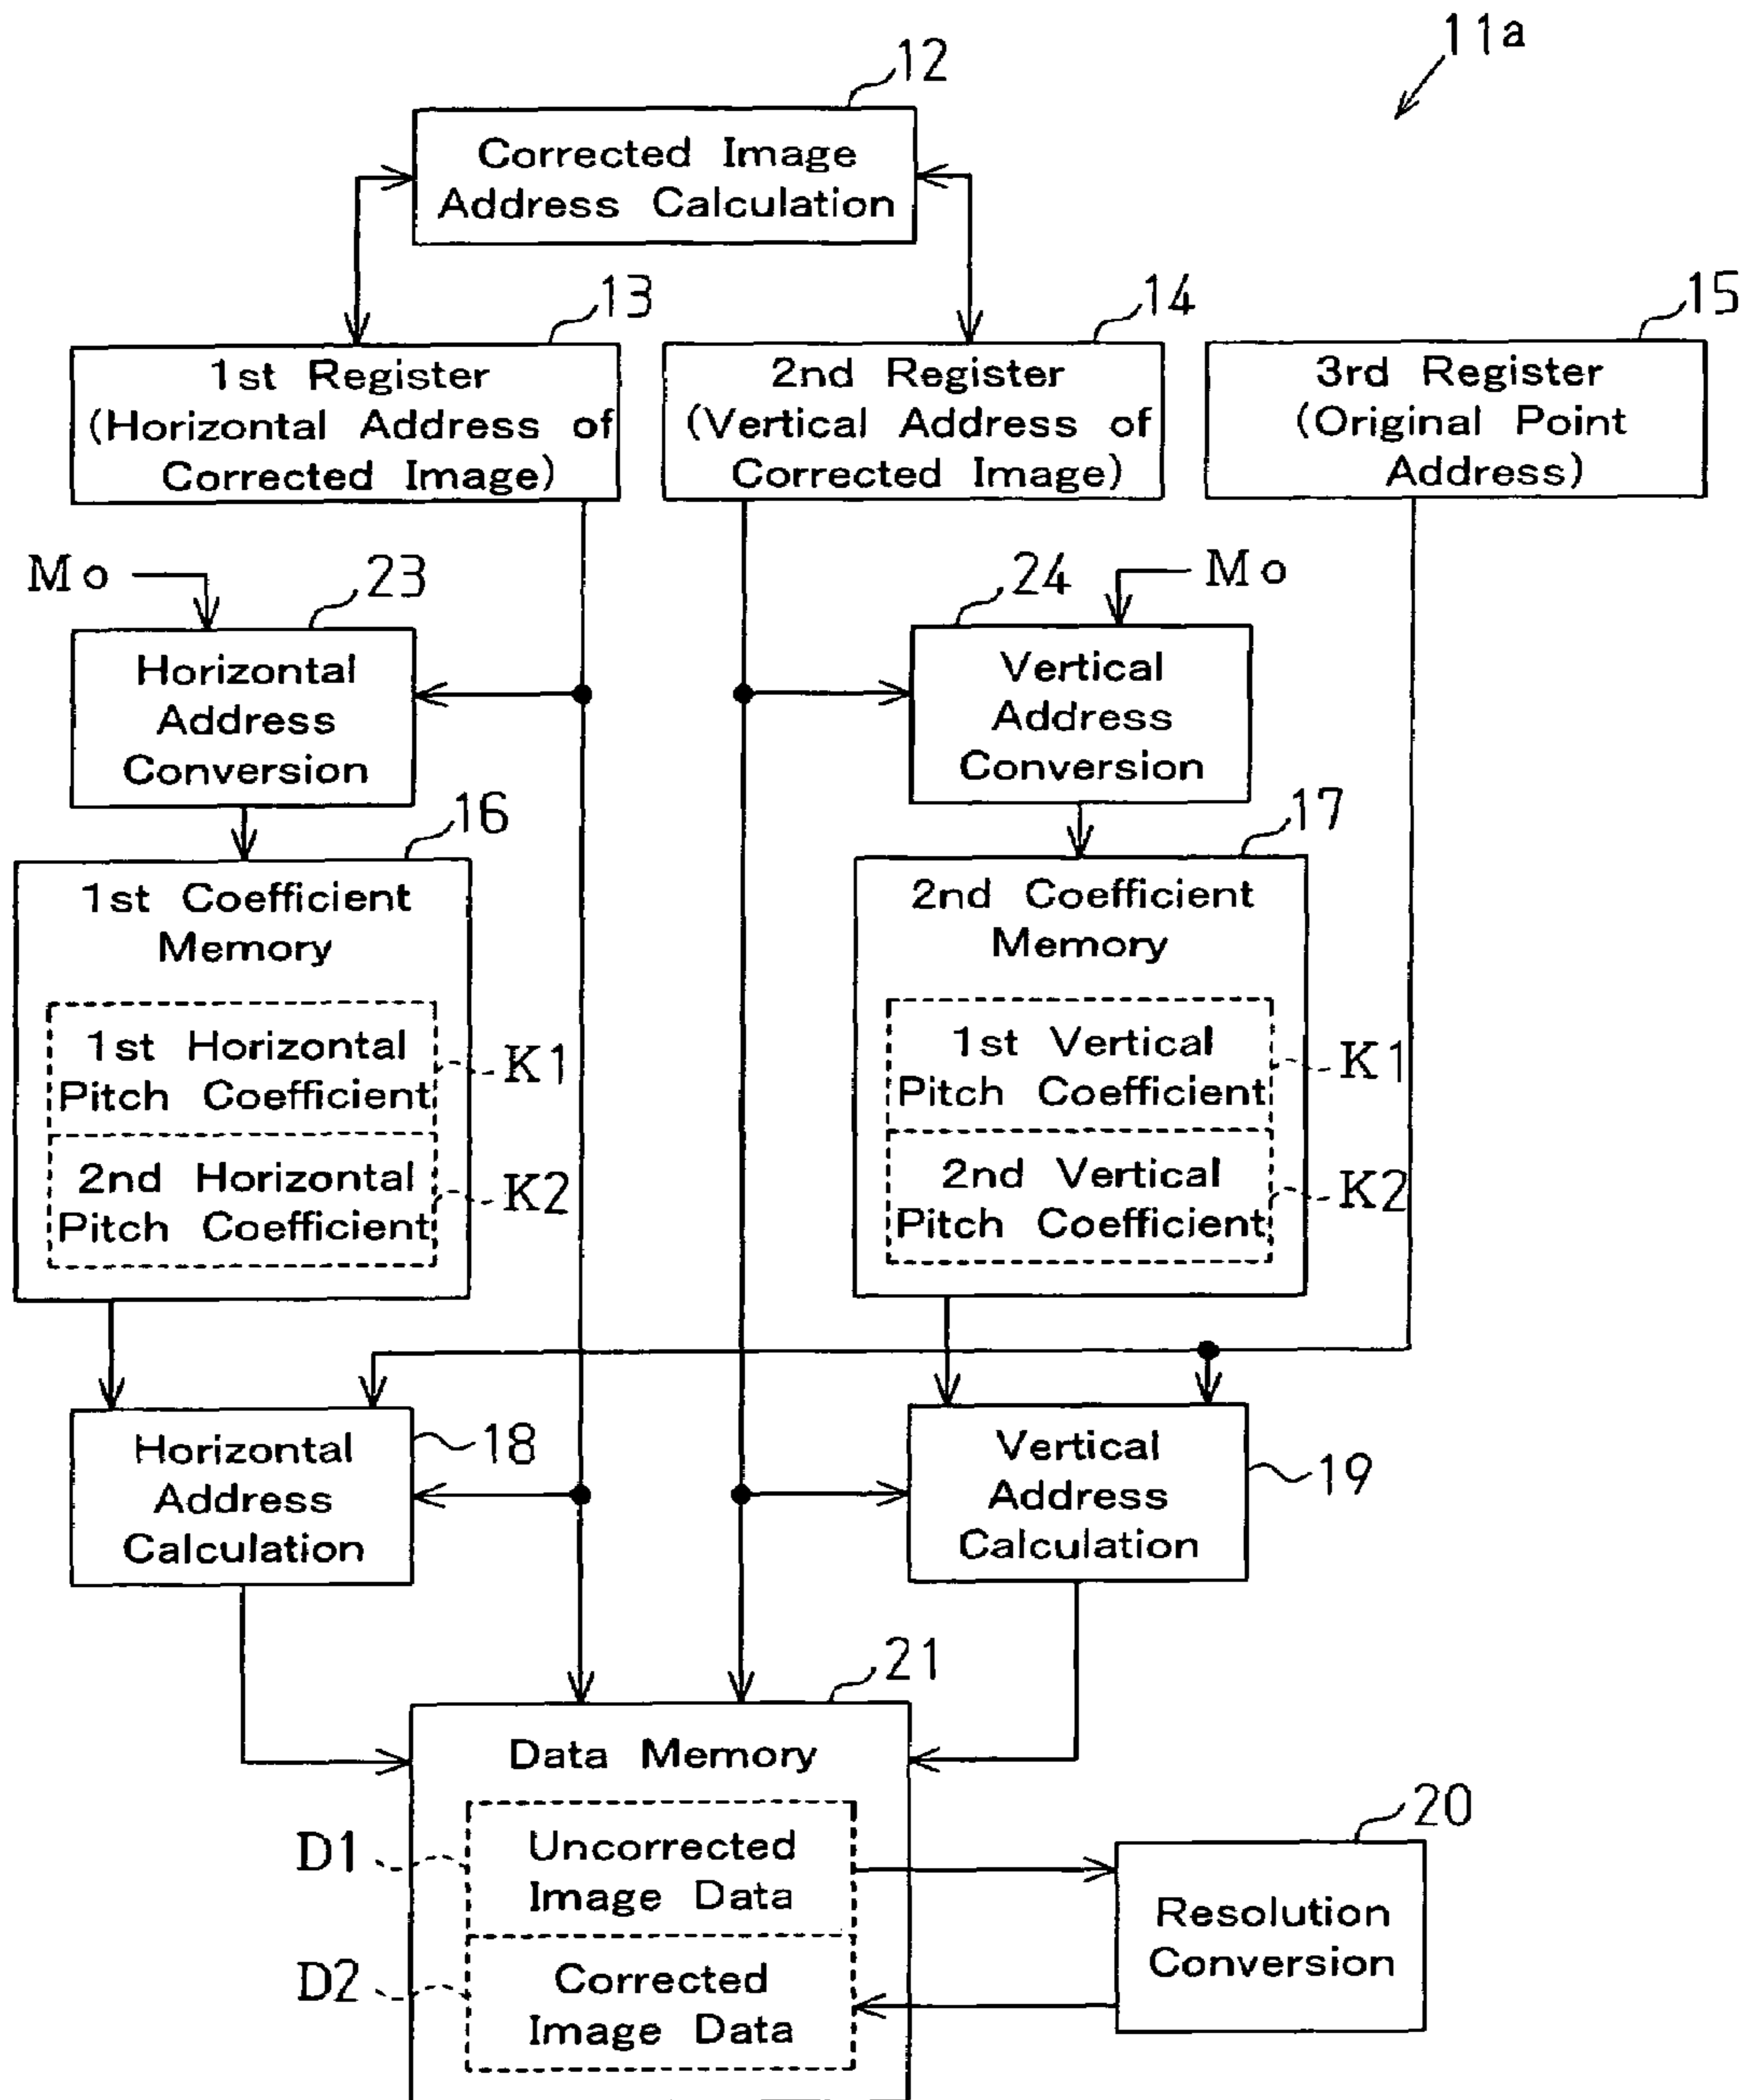 11a
12
Corrected Image
Address Calculation
13
1st Register
(Horizontal Address of
Corrected Image)
14
2nd Register
(Vertical Address of
Corrected Image)
15
3rd Register
(Original Point
Address)
Mo
23
Horizontal
Address
Conversion
24
Mo
Vertical
Address
Conversion
16
1st Coefficient
Memory
1st Horizontal
Pitch Coefficient
K1
2nd Horizontal
Pitch Coefficient
K2
17
2nd Coefficient
Memory
1st Vertical
Pitch Coefficient
K1
2nd Vertical
Pitch Coefficient
K2
Horizontal
Address
Calculation
18
Vertical
Address
Calculation
19
21
Data Memory
D1
Uncorrected
Image Data
D2
Corrected
Image Data
20
Resolution
Conversion